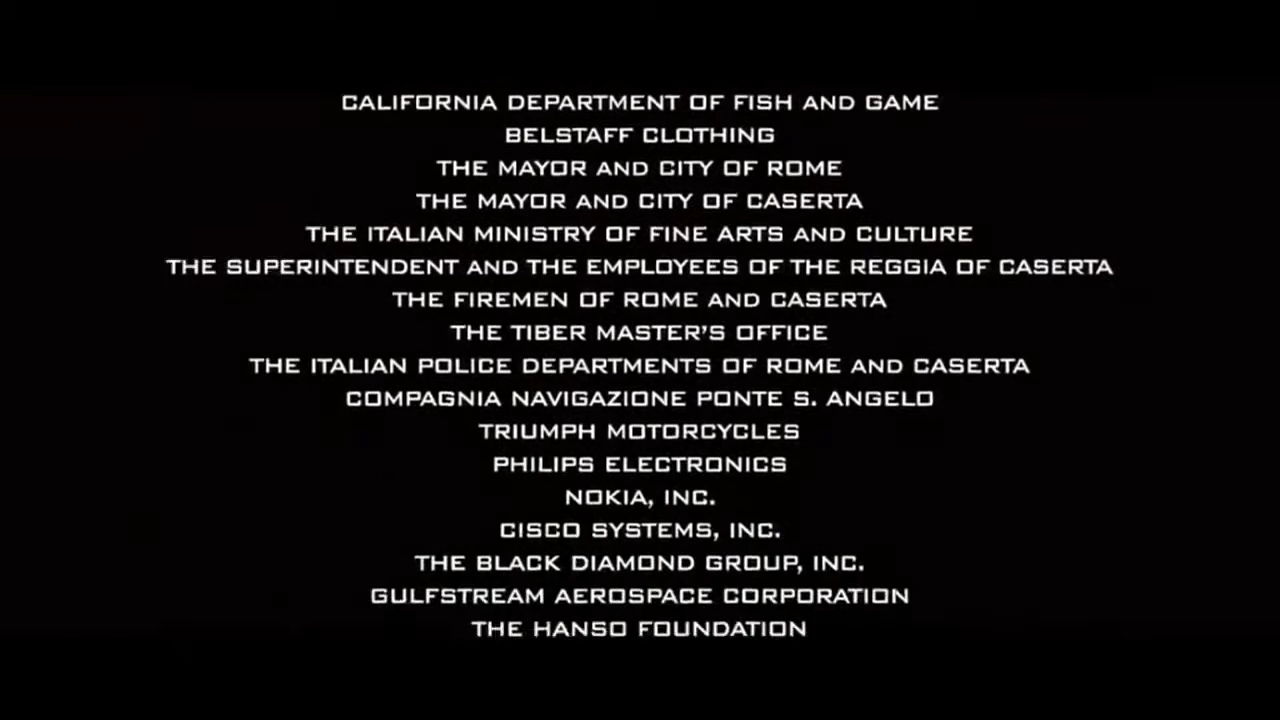 CALIFORNIA DEPARTMENT OF FISH AND GAME
BELSTAFF CLOTHING
THE MAYOR AND CITY OF ROME
THE MAYOR AND CITY OF CASERTA
THE ITALIAN MINISTRY OF FINE ARTS AND CULTURE
THE SUPERINTENDENT AND THE EMPLOYEES OF THE REGGIA OF CASERTA
THE FIREMEN OF ROME AND CASERTA
THE TIBER MASTER'S OFFICE
THE ITALIAN POLICE DEPARTMENTS OF ROME AND CASERTA
COMPAGNIA NAVIGAZIONE PONTE S. ANGELO
TRIUMPH MOTORCYCLES
PHILIPS ELECTRONICS
NOKIA, INC.
CISCO SYSTEMS, INC.
THE BLACK DIAMOND GROUP, INC.
GULFSTREAM AEROSPACE CORPORATION
THE HANSO FOUNDATION